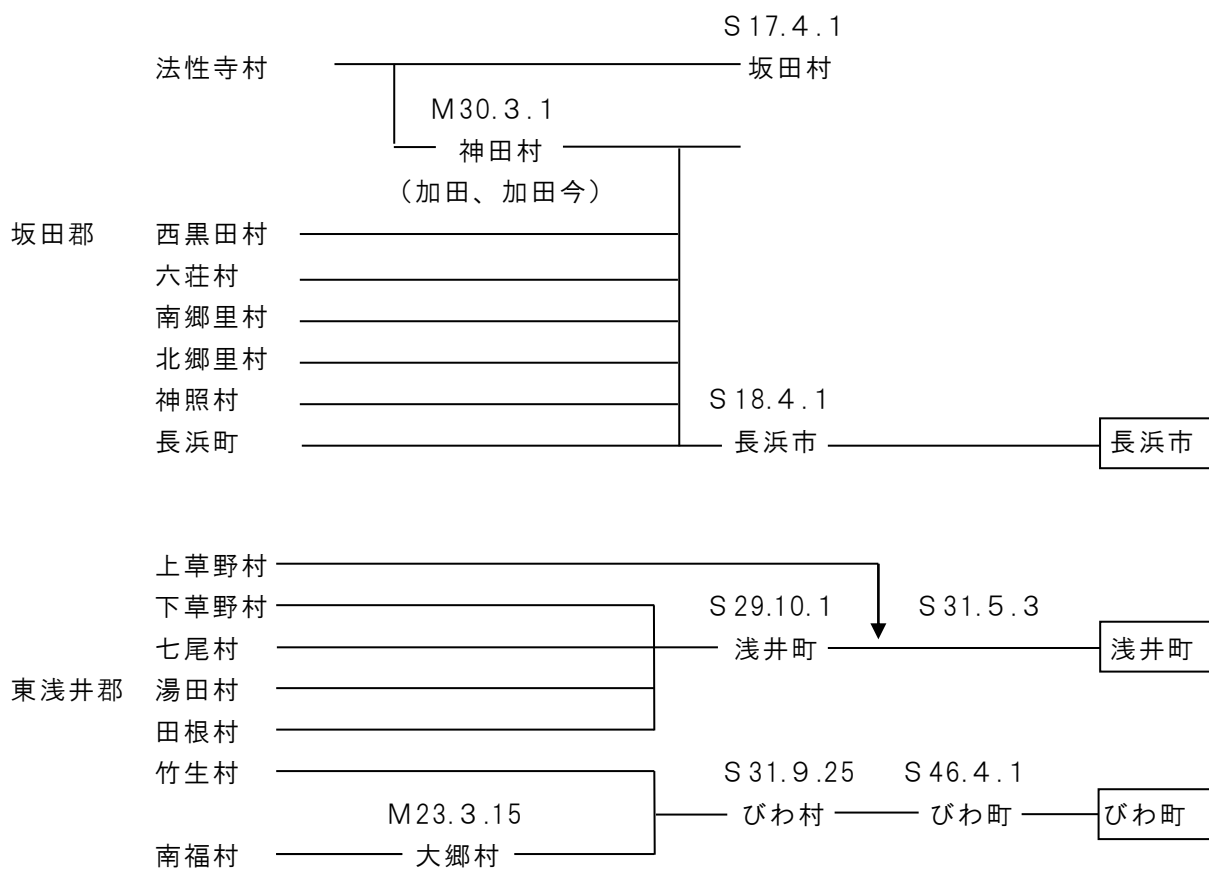 S17.4.1
法性寺村 坂田村
M30.3.1
神田村
(加田、加田今)
坂田郡 西黒田村
六荘村
南郷里村
北郷里村
神照村 S18.4.1
長浜町 長浜市 長浜市
上草野村
下草野村 S29.10.1 S31.5.3
七尾村 浅井町 浅井町
東浅井郡 湯田村
田根村
竹生村 S31.9.25 S46.4.1
M23.3.15 びわ村 びわ町 びわ町
南福村 大郷村